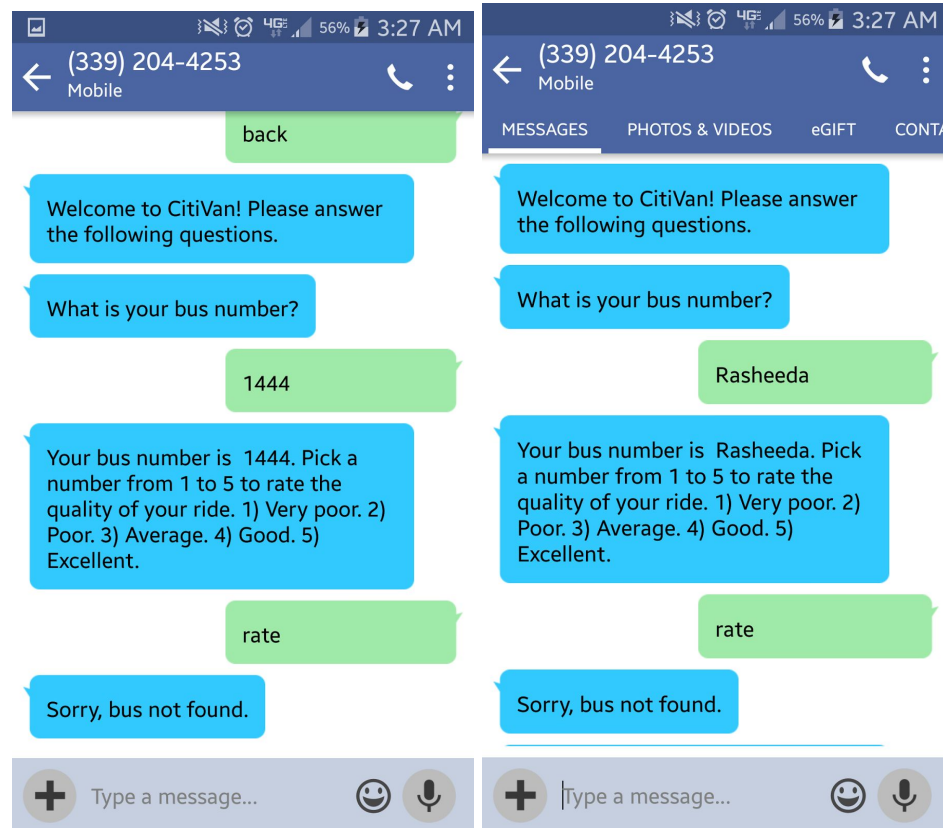 4G 56% 3:27 AM
(339) 204-4253
Mobile
back
Welcome to CitiVan! Please answer
the following questions.
What is your bus number?
1444
Your bus number is  1444. Pick a
number from 1 to 5 to rate the
quality of your ride. 1) Very poor. 2)
Poor. 3) Average. 4) Good. 5)
Excellent.
rate
Sorry, bus not found.
Type a message...
4G 56% 3:27 AM
(339) 204-4253
Mobile
MESSAGES PHOTOS & VIDEOS eGIFT CONTA
Welcome to CitiVan! Please answer
the following questions.
What is your bus number?
Rasheeda
Your bus number is  Rasheeda. Pick
a number from 1 to 5 to rate the
quality of your ride. 1) Very poor. 2)
Poor. 3) Average. 4) Good. 5)
Excellent.
rate
Sorry, bus not found.
Type a message...